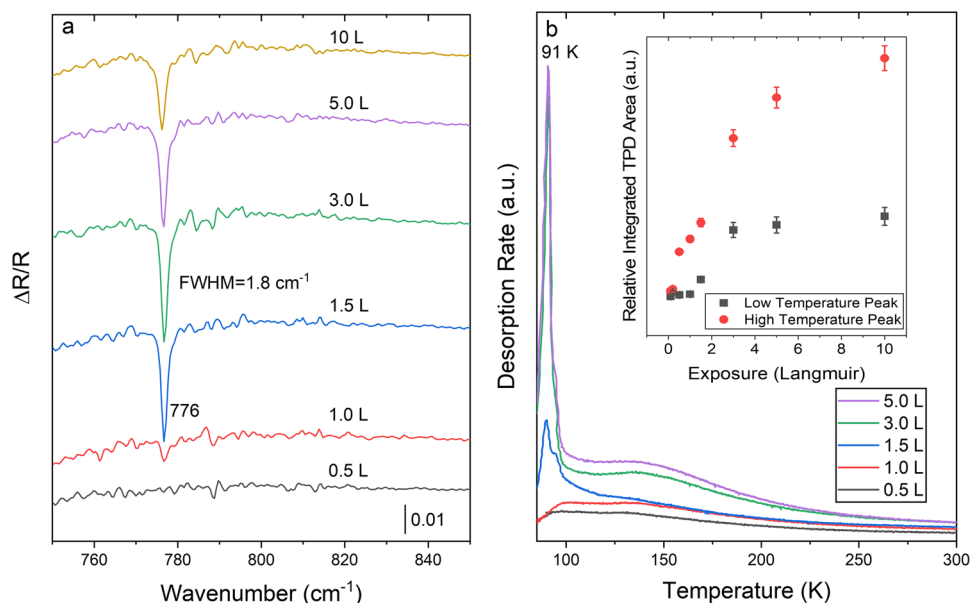 a
10 L
5.0 L
3.0 L
FWHM=1.8 cm⁻¹
1.5 L
776
1.0 L
0.5 L
0.01
ΔR/R
760 780 800 820 840
Wavenumber (cm⁻¹)
b
91 K
Desorption Rate (a.u.)
Relative Integrated TPD Area (a.u.)
Low Temperature Peak
High Temperature Peak
0 2 4 6 8 10
Exposure (Langmuir)
5.0 L
3.0 L
1.5 L
1.0 L
0.5 L
100 150 200 250 300
Temperature (K)